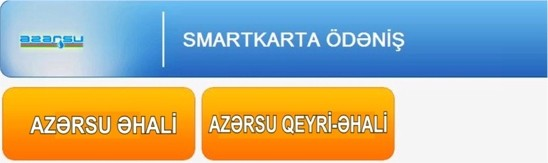 azərsu
SMARTKARTA ÖDƏNİŞ
AZƏRSU ƏHALİ
AZƏRSU QEYRİ-ƏHALİ